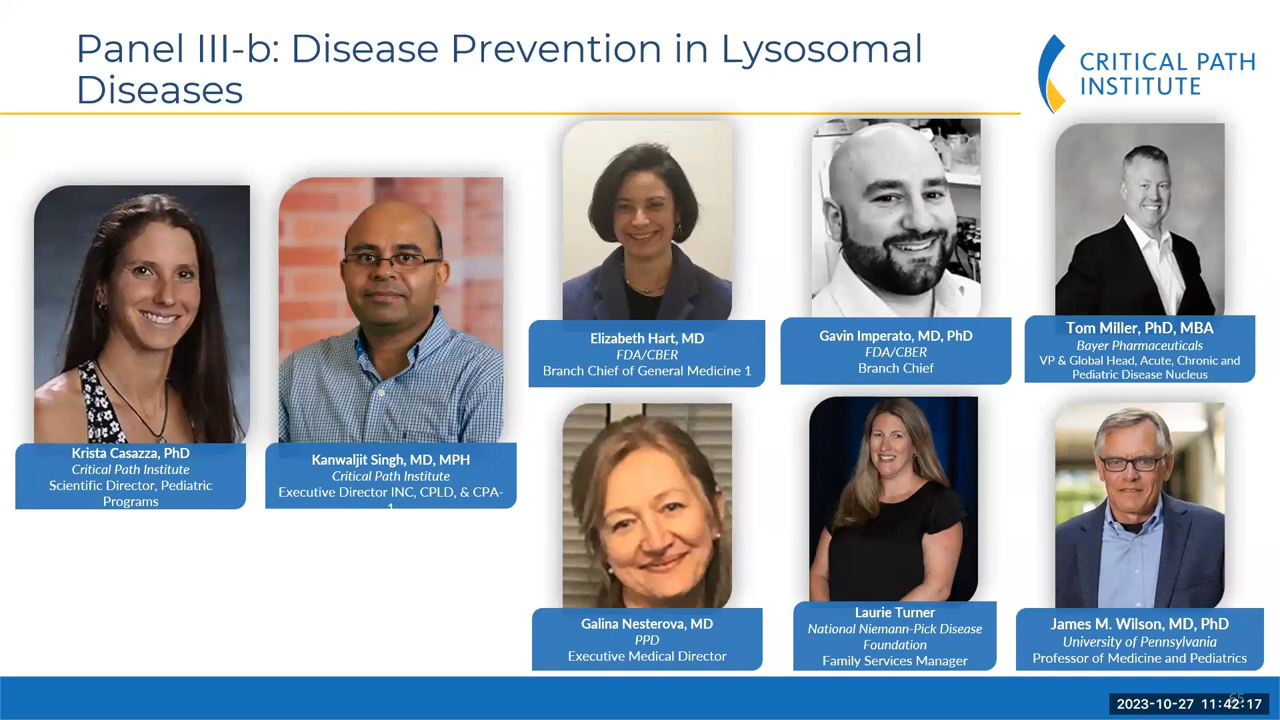 Panel III-b: Disease Prevention in Lysosomal
Diseases
CRITICAL PATH
INSTITUTE
Krista Casazza, PhD
Critical Path Institute
Scientific Director, Pediatric
Programs
Kanwaljit Singh, MD, MPH
Critical Path Institute
Executive Director INC, CPLD, & CPA-
1
Elizabeth Hart, MD
FDA/CBER
Branch Chief of General Medicine 1
Gavin Imperato, MD, PhD
FDA/CBER
Branch Chief
Tom Miller, PhD, MBA
Bayer Pharmaceuticals
VP & Global Head, Acute, Chronic and
Pediatric Disease Nucleus
Galina Nesterova, MD
PPD
Executive Medical Director
Laurie Turner
National Niemann-Pick Disease
Foundation
Family Services Manager
James M. Wilson, MD, PhD
University of Pennsylvania
Professor of Medicine and Pediatrics
65
2023-10-27 11:42:17